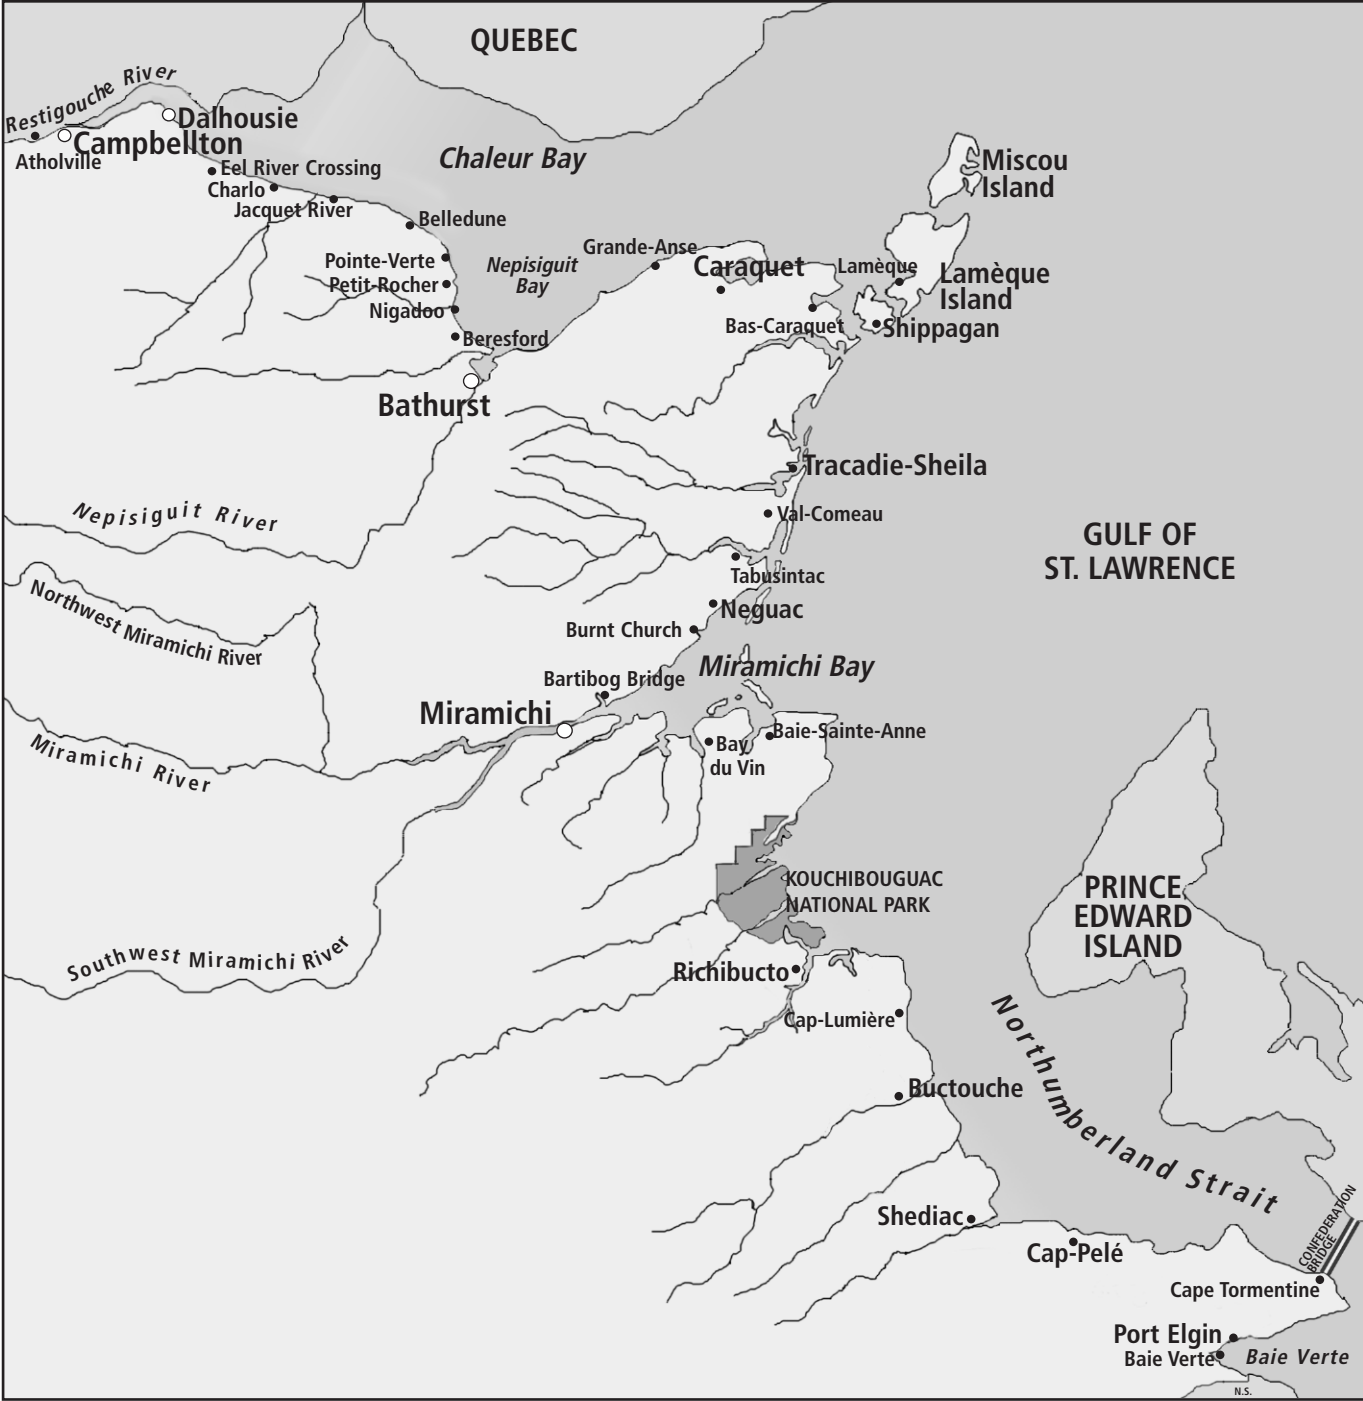 QUEBEC
Restigouche River
Dalhousie
Campbellton
Atholville
Chaleur Bay
Eel River Crossing
Charlo
Jacquet River
Miscou
Island
Belledune
Pointe-Verte
Petit-Rocher
Nigadoo
Beresford
Nepisiguit
Bay
Grande-Anse
Caraquet
Lamèque
Lamèque
Island
Bas-Caraquet
Shippagan
Bathurst
Tracadie-Sheila
Nepisiguit River
Val-Comeau
GULF OF
ST. LAWRENCE
Tabusintac
Northwest Miramichi River
Neguac
Burnt Church
Miramichi Bay
Bartibog Bridge
Miramichi
Miramichi River
Bay
du Vin
Baie-Sainte-Anne
KOUCHIBOUGUAC
NATIONAL PARK
PRINCE
EDWARD
ISLAND
Southwest Miramichi River
Richibucto
Cap-Lumière
Northumberland Strait
Buctouche
Shediac
Cap-Pelé
CONFEDERATION
BRIDGE
Cape Tormentine
Port Elgin
Baie Verte
Baie Verte
N.S.